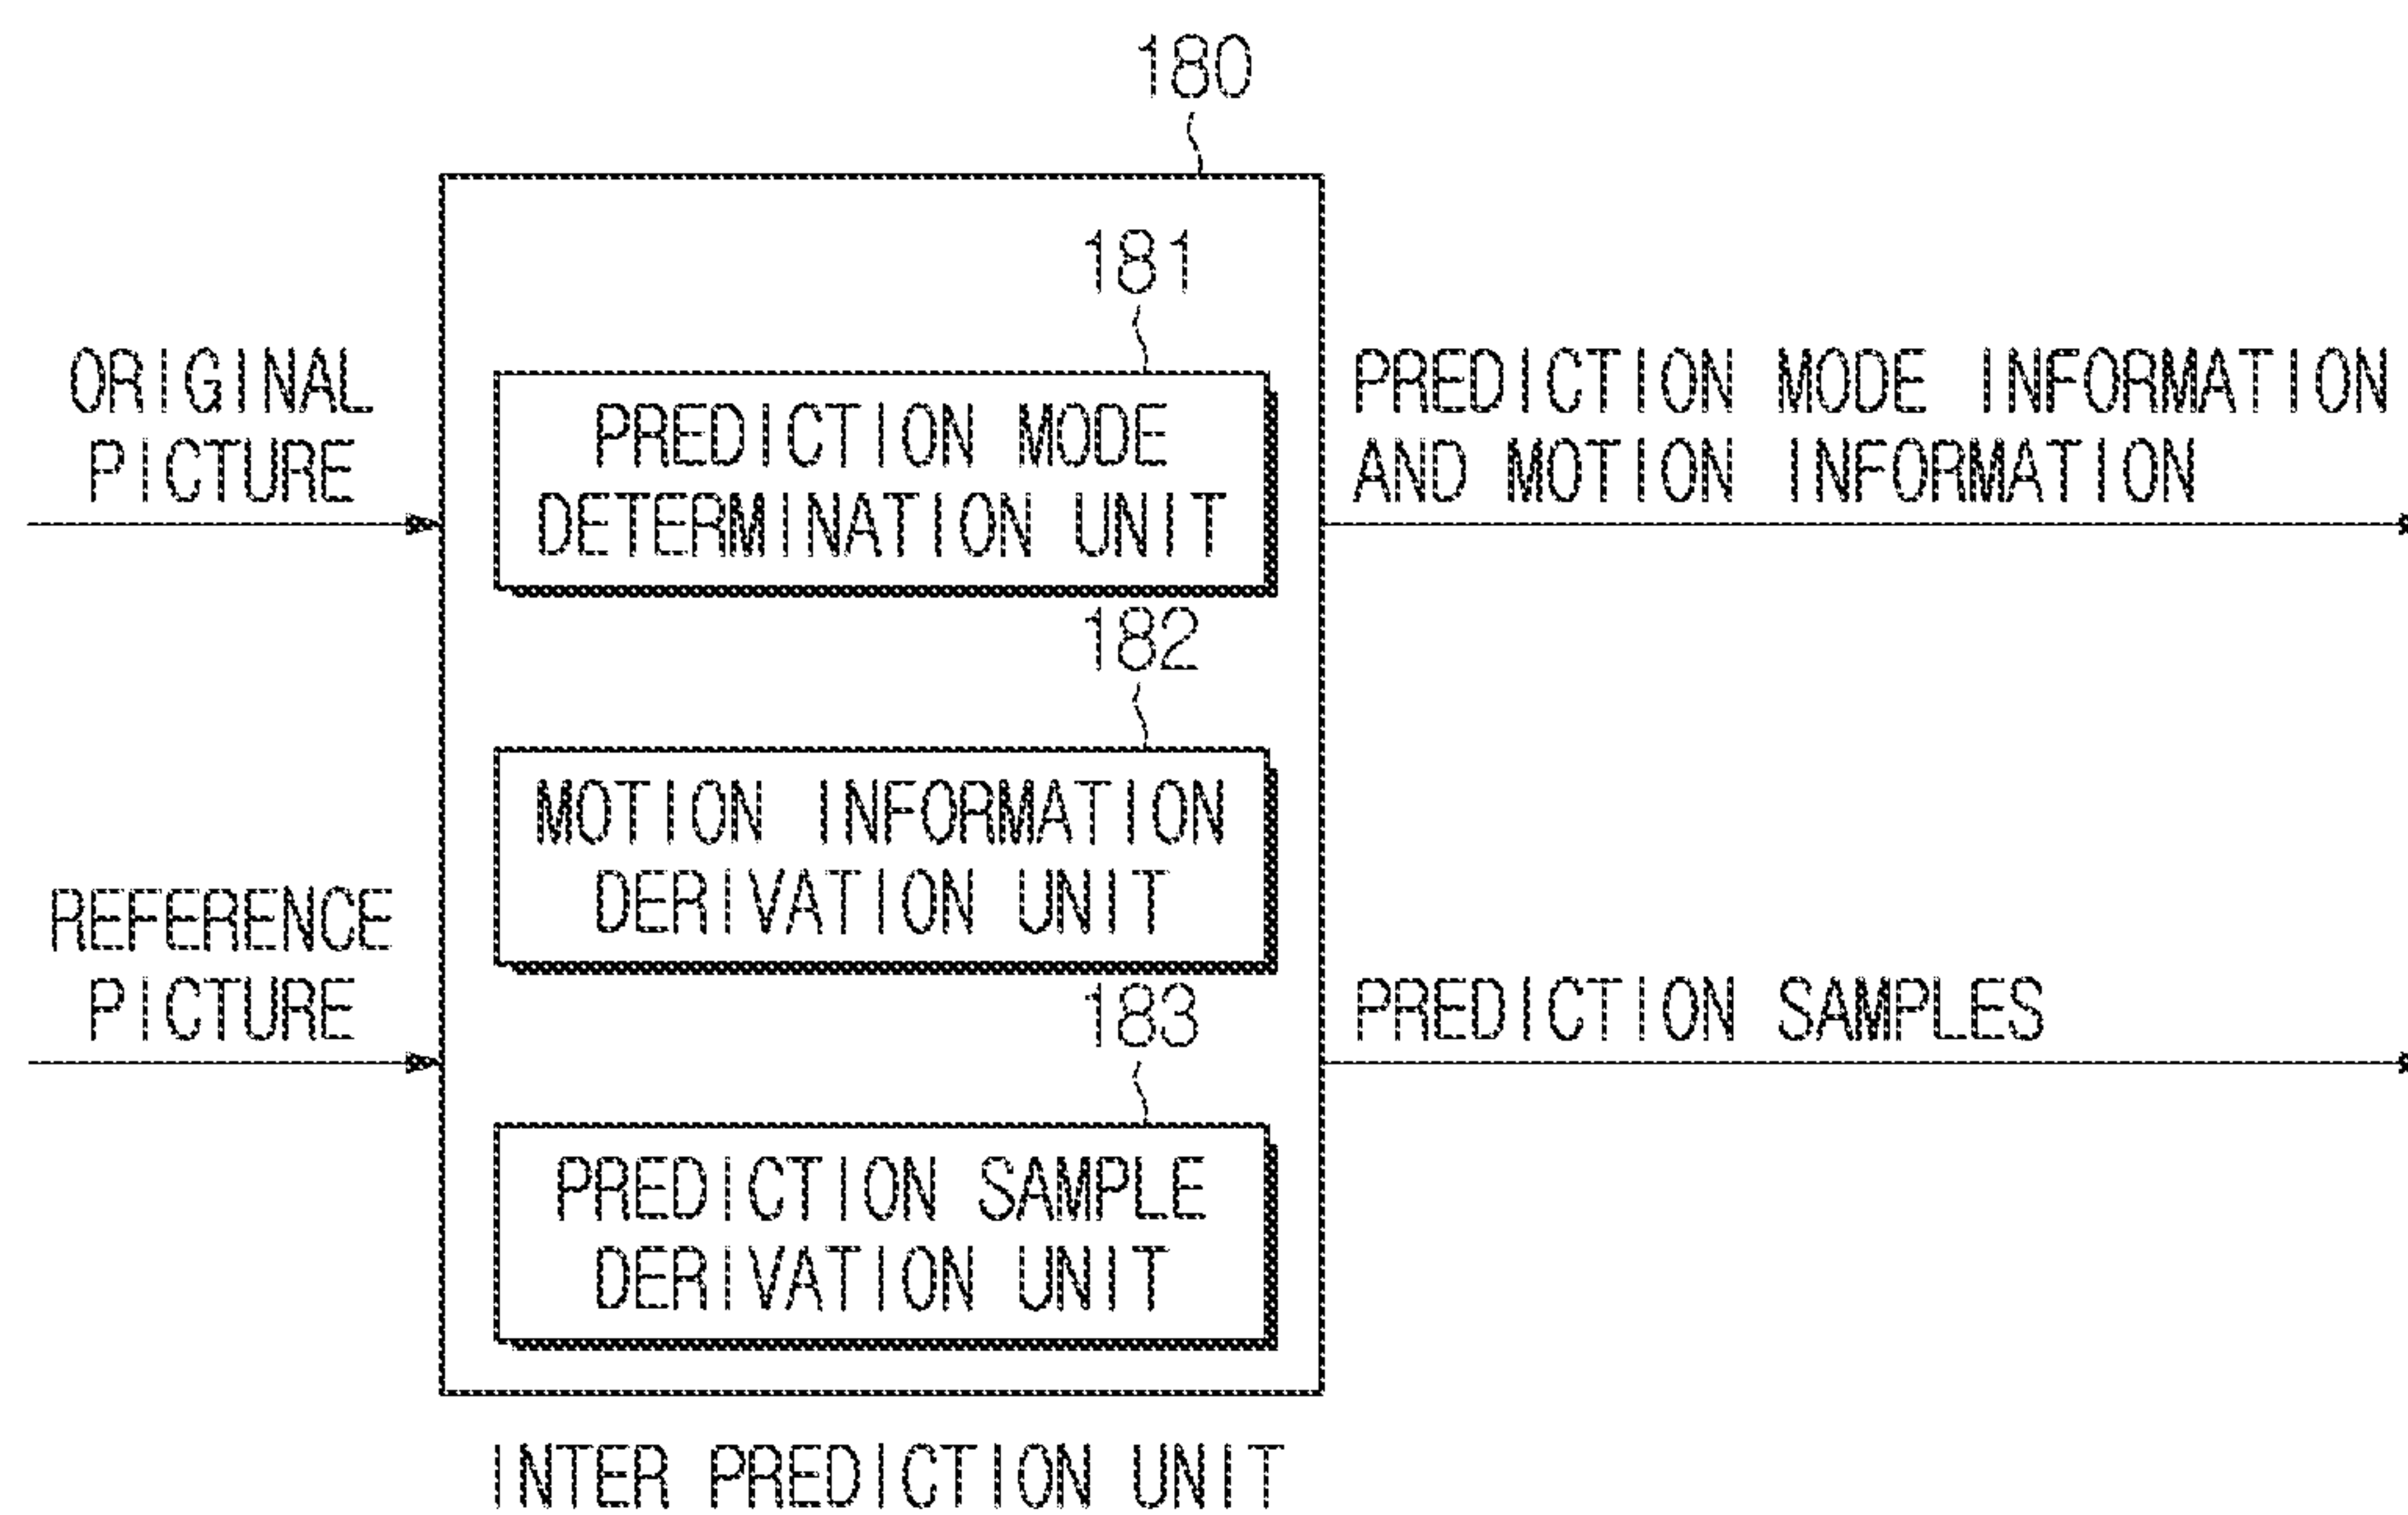 180
181
ORIGINAL
PICTURE
PREDICTION MODE
DETERMINATION UNIT
PREDICTION MODE INFORMATION
AND MOTION INFORMATION
182
MOTION INFORMATION
DERIVATION UNIT
REFERENCE
PICTURE
183
PREDICTION SAMPLES
PREDICTION SAMPLE
DERIVATION UNIT
INTER PREDICTION UNIT